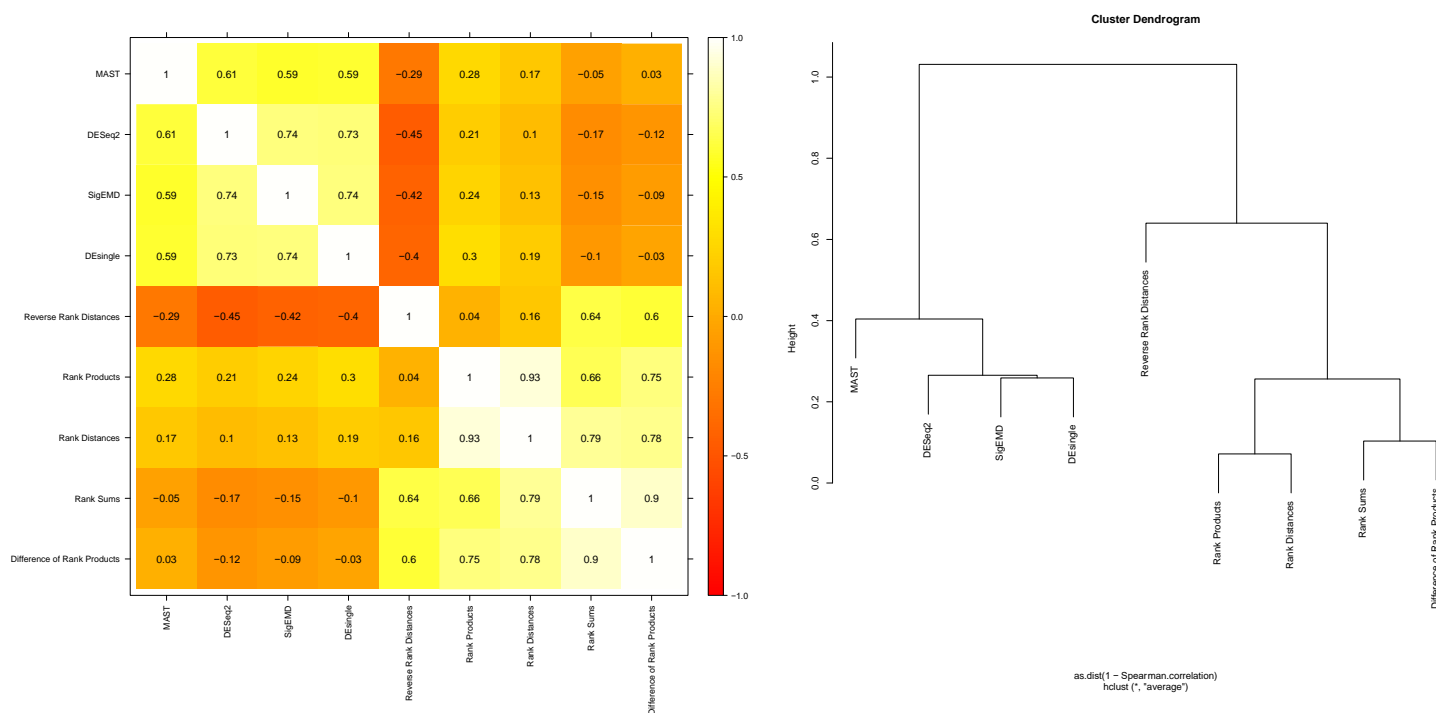 Cluster Dendrogram
MAST 1 0.61 0.59 0.59 −0.29 0.28 0.17 −0.05 0.03
DESeq2 0.61 1 0.74 0.73 −0.45 0.21 0.1 −0.17 −0.12
SigEMD 0.59 0.74 1 0.74 −0.42 0.24 0.13 −0.15 −0.09
DEsingle 0.59 0.73 0.74 1 −0.4 0.3 0.19 −0.1 −0.03
Reverse Rank Distances −0.29 −0.45 −0.42 −0.4 1 0.04 0.16 0.64 0.6
Rank Products 0.28 0.21 0.24 0.3 0.04 1 0.93 0.66 0.75
Rank Distances 0.17 0.1 0.13 0.19 0.16 0.93 1 0.79 0.78
Rank Sums −0.05 −0.17 −0.15 −0.1 0.64 0.66 0.79 1 0.9
Difference of Rank Products 0.03 −0.12 −0.09 −0.03 0.6 0.75 0.78 0.9 1
MAST
DESeq2
SigEMD
DEsingle
Reverse Rank Distances
Rank Products
Rank Distances
Rank Sums
Difference of Rank Products
1.0
0.5
0.0
−0.5
−1.0
Height
1.0
0.8
0.6
0.4
0.2
0.0
MAST
DESeq2
SigEMD
DEsingle
Reverse Rank Distances
Rank Products
Rank Distances
Rank Sums
Difference of Rank Products
as.dist(1 − Spearman.correlation)
hclust (*, "average")